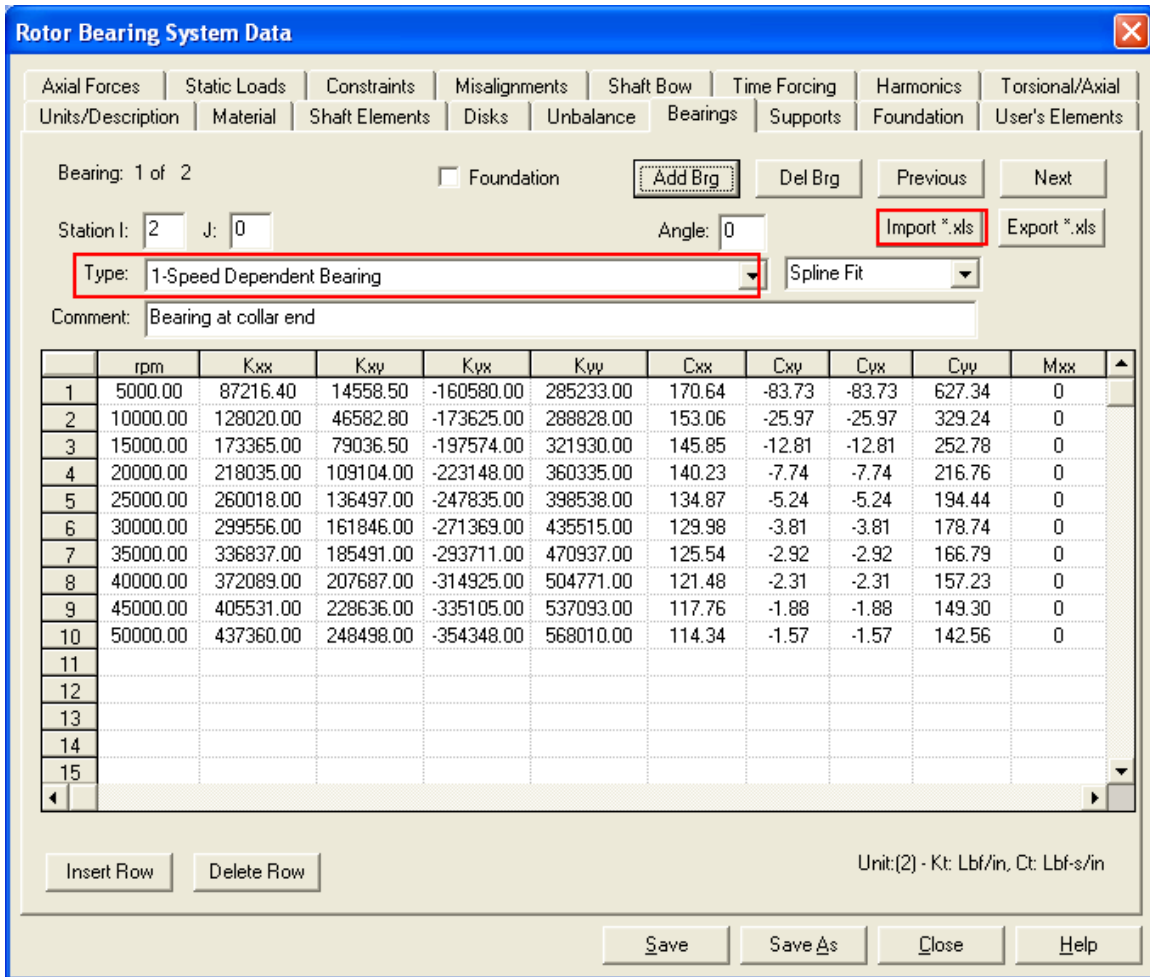 Rotor Bearing System Data
Axial Forces Static Loads Constraints Misalignments Shaft Bow Time Forcing Harmonics Torsional/Axial
Units/Description Material Shaft Elements Disks Unbalance Bearings Supports Foundation User's Elements
Bearing: 1 of 2 Foundation Add Brg Del Brg Previous Next
Station I: 2 J: 0 Angle: 0 Import *.xls Export *.xls
Type: 1-Speed Dependent Bearing Spline Fit
Comment: Bearing at collar end
rpm Kxx Kxy Kyx Kyy Cxx Cxy Cyx Cyy Mxx
1 5000.00 87216.40 14558.50 -160580.00 285233.00 170.64 -83.73 -83.73 627.34 0
2 10000.00 128020.00 46582.80 -173625.00 288828.00 153.06 -25.97 -25.97 329.24 0
3 15000.00 173365.00 79036.50 -197574.00 321930.00 145.85 -12.81 -12.81 252.78 0
4 20000.00 218035.00 109104.00 -223148.00 360335.00 140.23 -7.74 -7.74 216.76 0
5 25000.00 260018.00 136497.00 -247835.00 398538.00 134.87 -5.24 -5.24 194.44 0
6 30000.00 299556.00 161846.00 -271369.00 435515.00 129.98 -3.81 -3.81 178.74 0
7 35000.00 336837.00 185491.00 -293711.00 470937.00 125.54 -2.92 -2.92 166.79 0
8 40000.00 372089.00 207687.00 -314925.00 504771.00 121.48 -2.31 -2.31 157.23 0
9 45000.00 405531.00 228636.00 -335105.00 537093.00 117.76 -1.88 -1.88 149.30 0
10 50000.00 437360.00 248498.00 -354348.00 568010.00 114.34 -1.57 -1.57 142.56 0
11
12
13
14
15
Insert Row Delete Row Unit:(2) - Kt: Lbf/in, Ct: Lbf-s/in
Save Save As Close Help